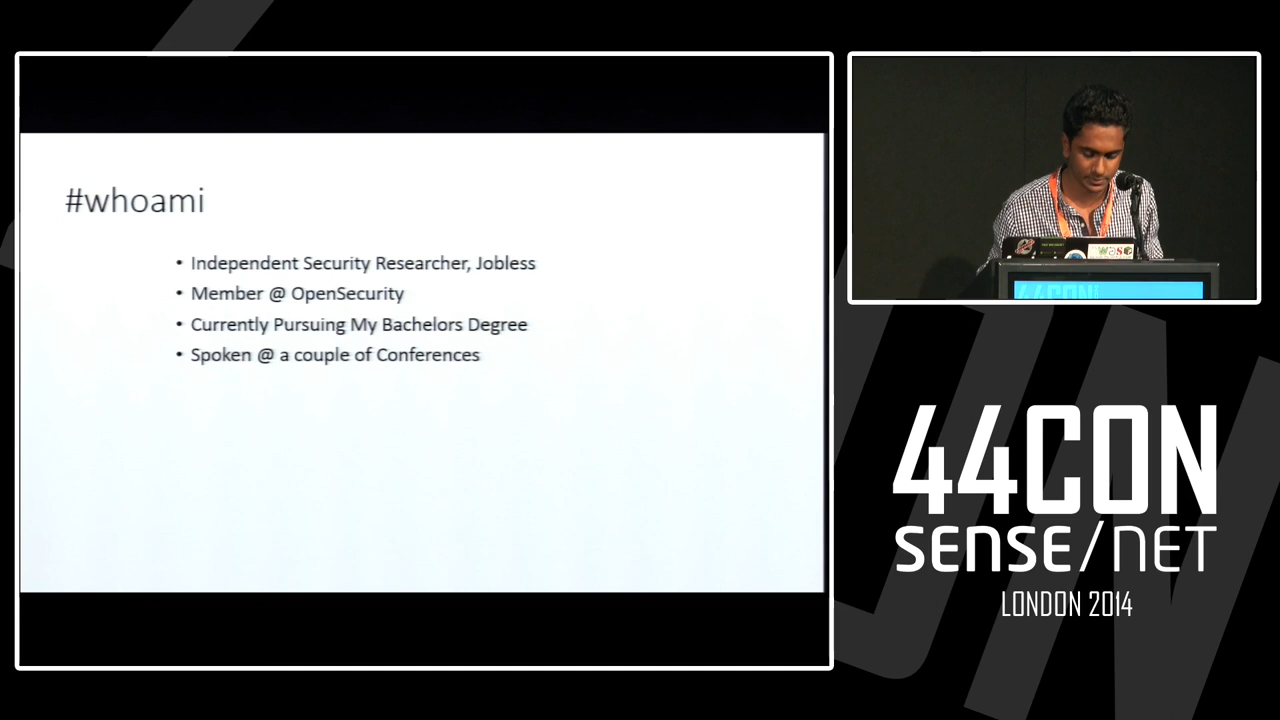 #whoami
• Independent Security Researcher, Jobless
• Member @ OpenSecurity
• Currently Pursuing My Bachelors Degree
• Spoken @ a couple of Conferences
44CON
44CON
SENSE/NET
LONDON 2014